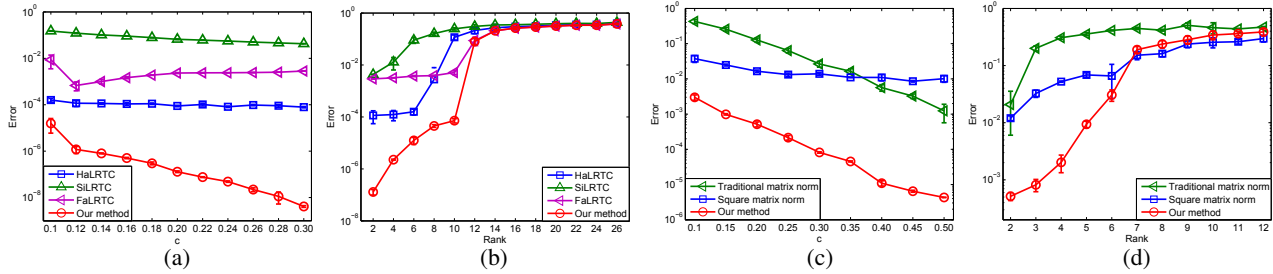 10^0
10^-2
10^-4
10^-6
10^-8
Error
HaLRTC
SiLRTC
FaLRTC
Our method
0.1 0.12 0.14 0.16 0.18 0.20 0.22 0.24 0.26 0.28 0.30
c
(a)
10^0
10^-2
10^-4
10^-6
10^-8
Error
HaLRTC
SiLRTC
FaLRTC
Our method
2 4 6 8 10 12 14 16 18 20 22 24 26
Rank
(b)
10^0
10^-1
10^-2
10^-3
10^-4
10^-5
10^-6
Error
Traditional matrix norm
Square matrix norm
Our method
0.1 0.15 0.20 0.25 0.30 0.35 0.40 0.45 0.50
c
(c)
10^0
10^-1
10^-2
10^-3
Error
Traditional matrix norm
Square matrix norm
Our method
2 3 4 5 6 7 8 9 10 11 12
Rank
(d)